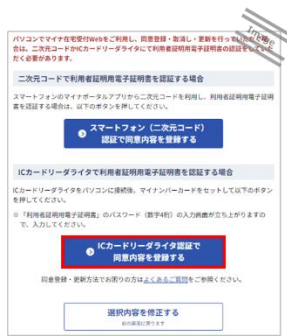 パソコンでマイナ在宅受付Webをご利用し、同意登録・取消し・更新を行っていただく場
合は、二次元コードかICカードリーダライタにて利用者証明用電子証明書の認証をしていた
だく必要があります。
二次元コードで利用者証明用電子証明書を認証する場合
スマートフォンのマイナポータルアプリから二次元コードを利用し、利用者証明用電子証明
書を認証する場合は、以下のボタンを押してください。
スマートフォン（二次元コード）
認証で同意内容を登録する
ICカードリーダライタで利用者証明用電子証明書を認証する場合
ICカードリーダライタをパソコンに接続後、マイナンバーカードをセットして以下のボタン
を押してください。
※「利用者証明用電子証明書」のパスワード（数字4桁）の入力画面が立ち上がりますの
で、入力してください。
ICカードリーダライタ認証で
同意内容を登録する
同意登録・更新方法でお困りの方はよくあるご質問をご参照ください。
選択内容を修正する
前の画面に戻ります
Image